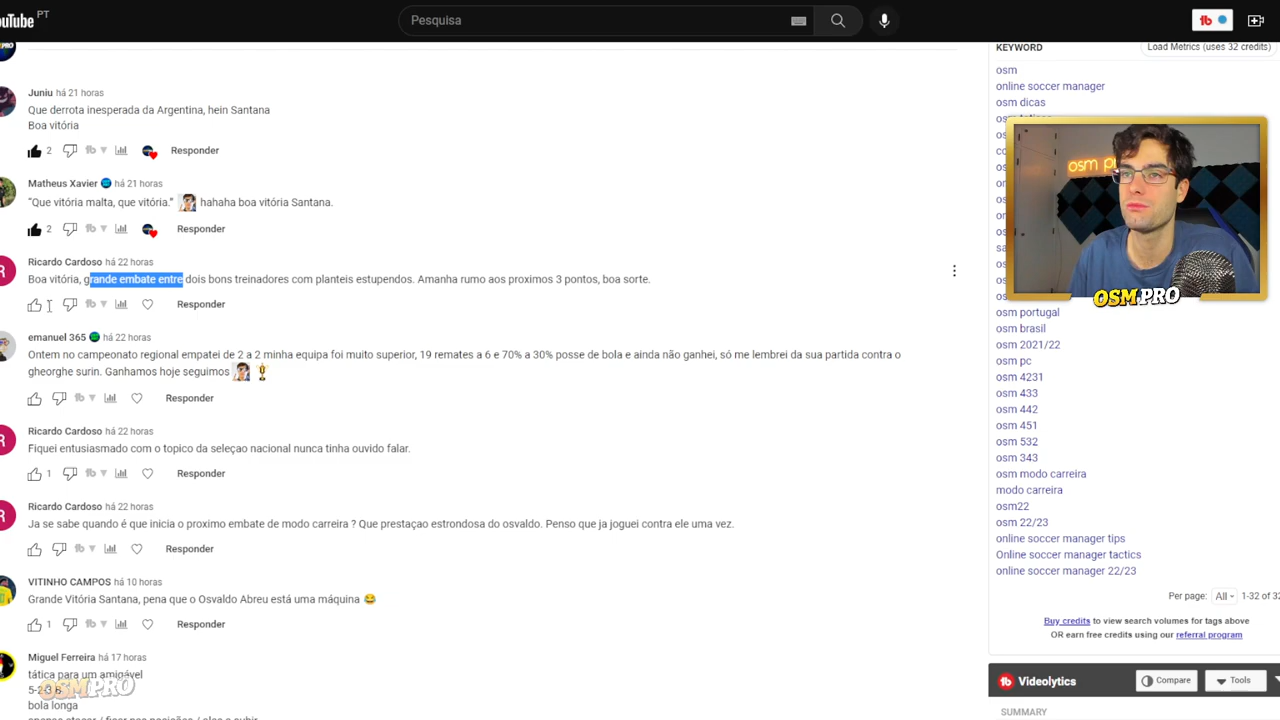 ouTube PT
Pesquisa
Juniu há 21 horas
Que derrota inesperada da Argentina, hein Santana
Boa vitória
2
Responder
Matheus Xavier há 21 horas
“Que vitória malta, que vitória.” hahaha boa vitória Santana.
2
Responder
Ricardo Cardoso há 22 horas
Boa vitória, grande embate entre dois bons treinadores com planteis estupendos. Amanha rumo aos proximos 3 pontos, boa sorte.
Responder
emanuel 365 há 22 horas
Ontem no campeonato regional empatei de 2 a 2 minha equipa foi muito superior, 19 remates a 6 e 70% a 30% posse de bola e ainda não ganhei, só me lembrei da sua partida contra o
gheorghe surin. Ganhamos hoje seguimos
Responder
Ricardo Cardoso há 22 horas
Fiquei entusiasmado com o topico da seleçao nacional nunca tinha ouvido falar.
1
Responder
Ricardo Cardoso há 22 horas
Ja se sabe quando é que inicia o proximo embate de modo carreira ? Que prestaçao estrondosa do osvaldo. Penso que ja joguei contra ele uma vez.
Responder
VITINHO CAMPOS há 10 horas
Grande Vitória Santana, pena que o Osvaldo Abreu está uma máquina 😂
1
Responder
Miguel Ferreira há 17 horas
tática para um amigável
5-2-3 B
OSM PRO
bola longa
KEYWORD
Load Metrics (uses 32 credits)
osm
online soccer manager
osm dicas
osm pr
OSM PRO
osm portugal
osm brasil
osm 2021/22
osm pc
osm 4231
osm 433
osm 442
osm 451
osm 532
osm 343
osm modo carreira
modo carreira
osm22
osm 22/23
online soccer manager tips
Online soccer manager tactics
online soccer manager 22/23
Per page: All 1-32 of 32
Buy credits to view search volumes for tags above
OR earn free credits using our referral program
Videolytics
Compare
Tools
SUMMARY